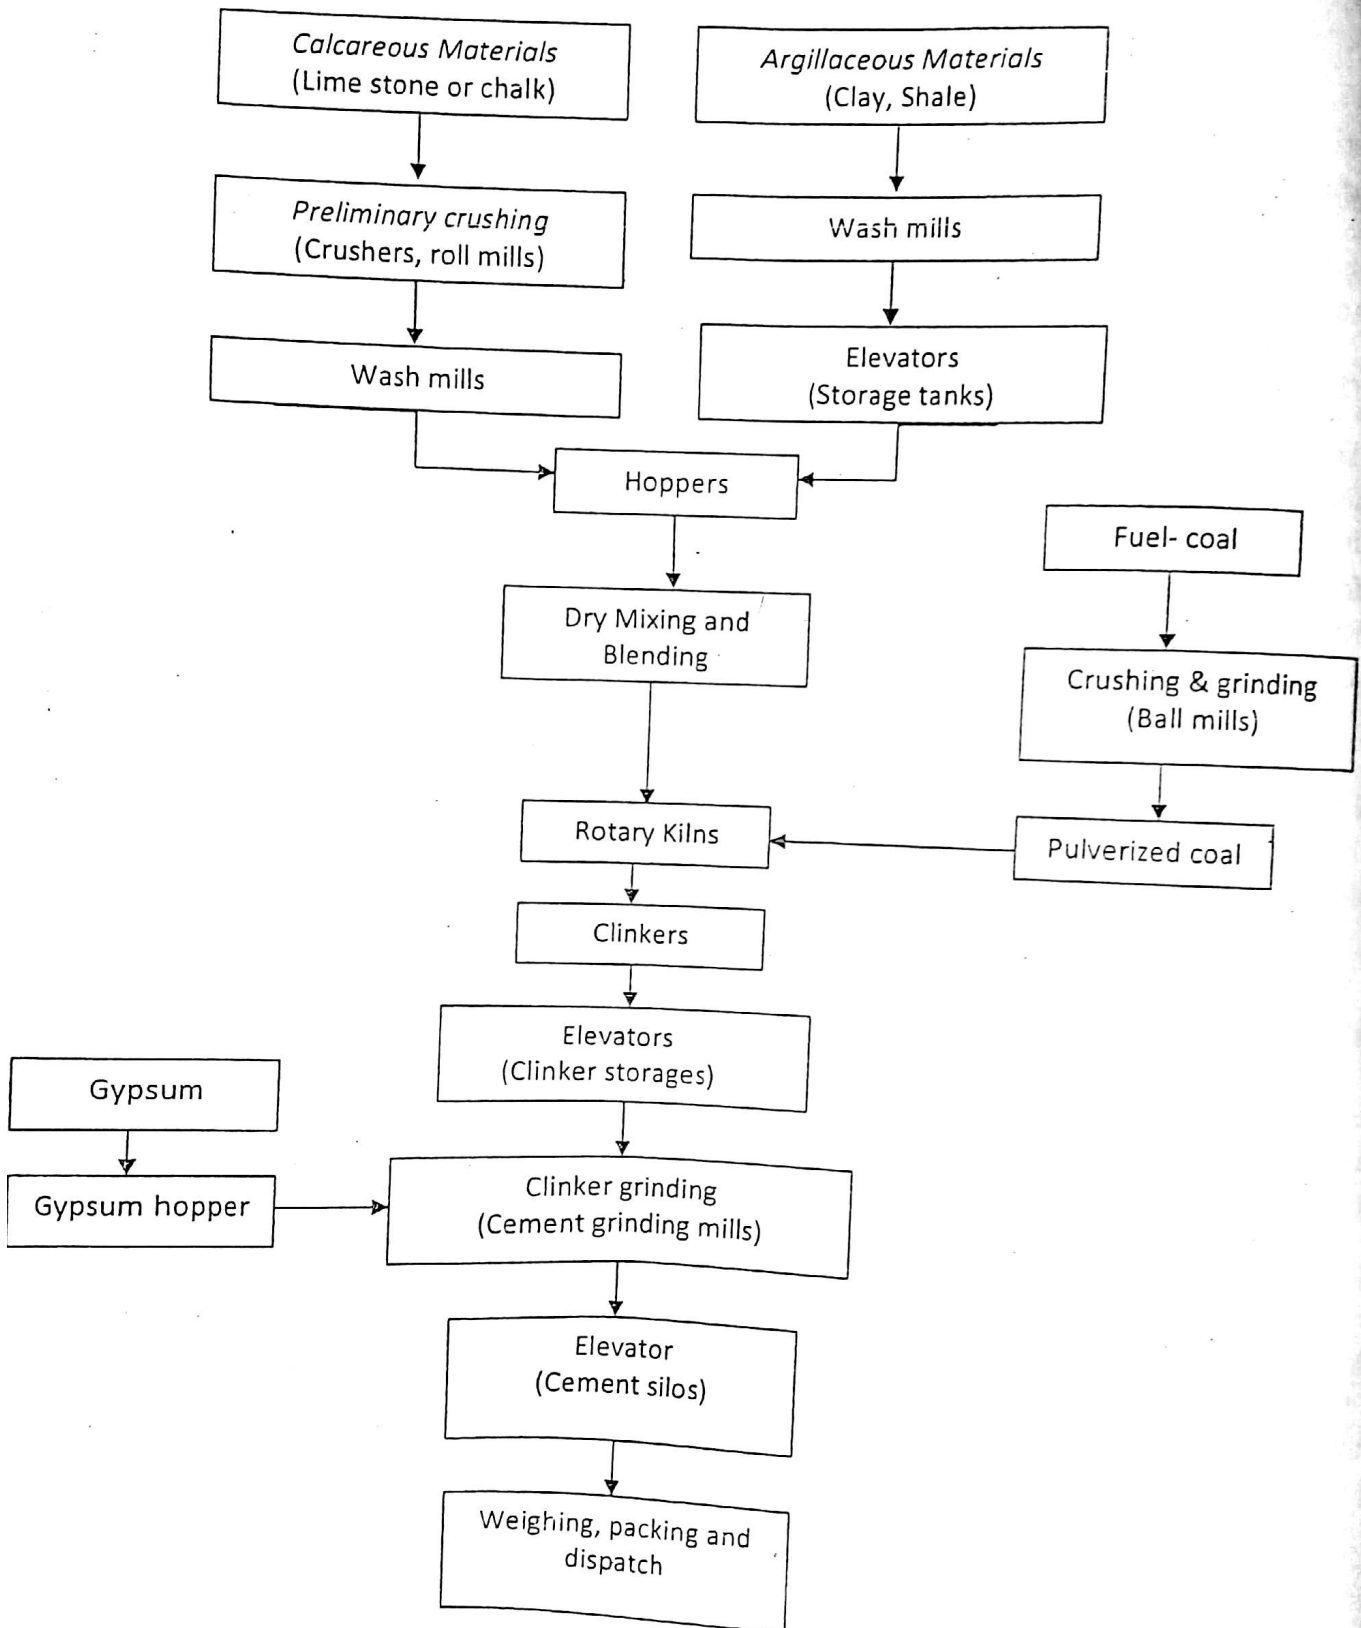 Calcareous Materials
(Lime stone or chalk)
Argillaceous Materials
(Clay, Shale)
Preliminary crushing
(Crushers, roll mills)
Wash mills
Wash mills
Elevators
(Storage tanks)
Hoppers
Fuel- coal
Dry Mixing and
Blending
Crushing & grinding
(Ball mills)
Rotary Kilns
Pulverized coal
Clinkers
Elevators
(Clinker storages)
Gypsum
Gypsum hopper
Clinker grinding
(Cement grinding mills)
Elevator
(Cement silos)
Weighing, packing and
dispatch